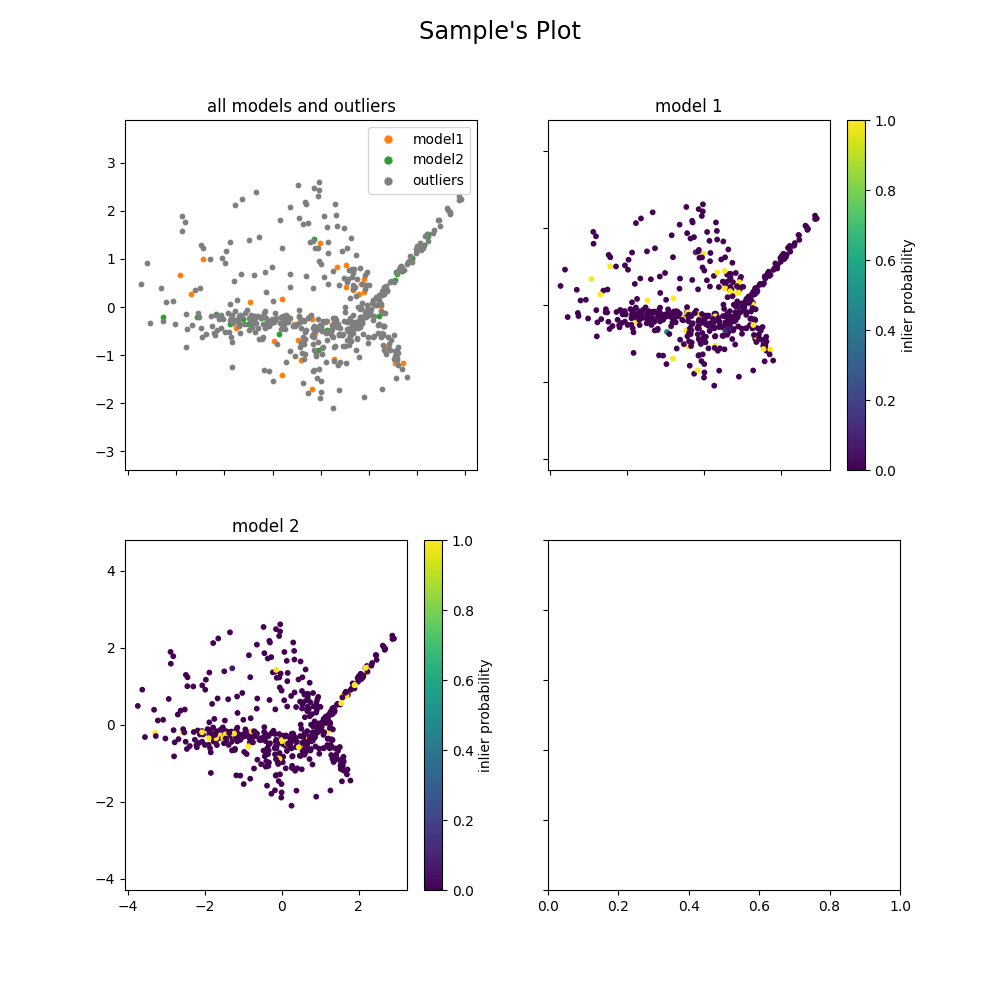 Sample's Plot
all models and outliers
model1
model2
outliers
3
2
1
0
−1
−2
−3
model 1
1.0
0.8
0.6
0.4
0.2
0.0
inlier probability
model 2
4
2
0
−2
−4
−4 −2 0 2
1.0
0.8
0.6
0.4
0.2
0.0
inlier probability
0.0 0.2 0.4 0.6 0.8 1.0